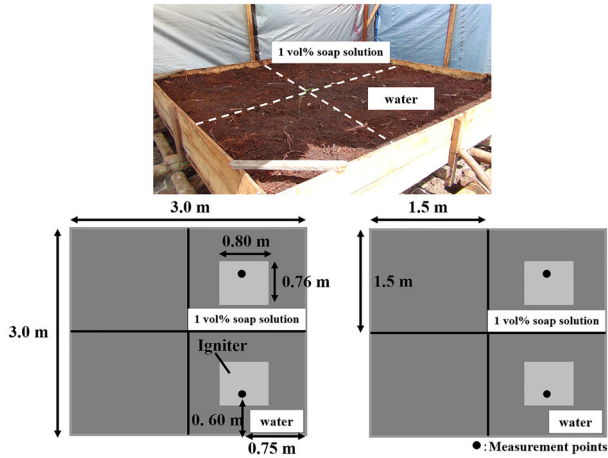 1 vol% soap solution
water
3.0 m
1.5 m
0.80 m
0.76 m
1.5 m
1 vol% soap solution
1 vol% soap solution
3.0 m
Igniter
0. 60 m
water
water
0.75 m
●:Measurement points